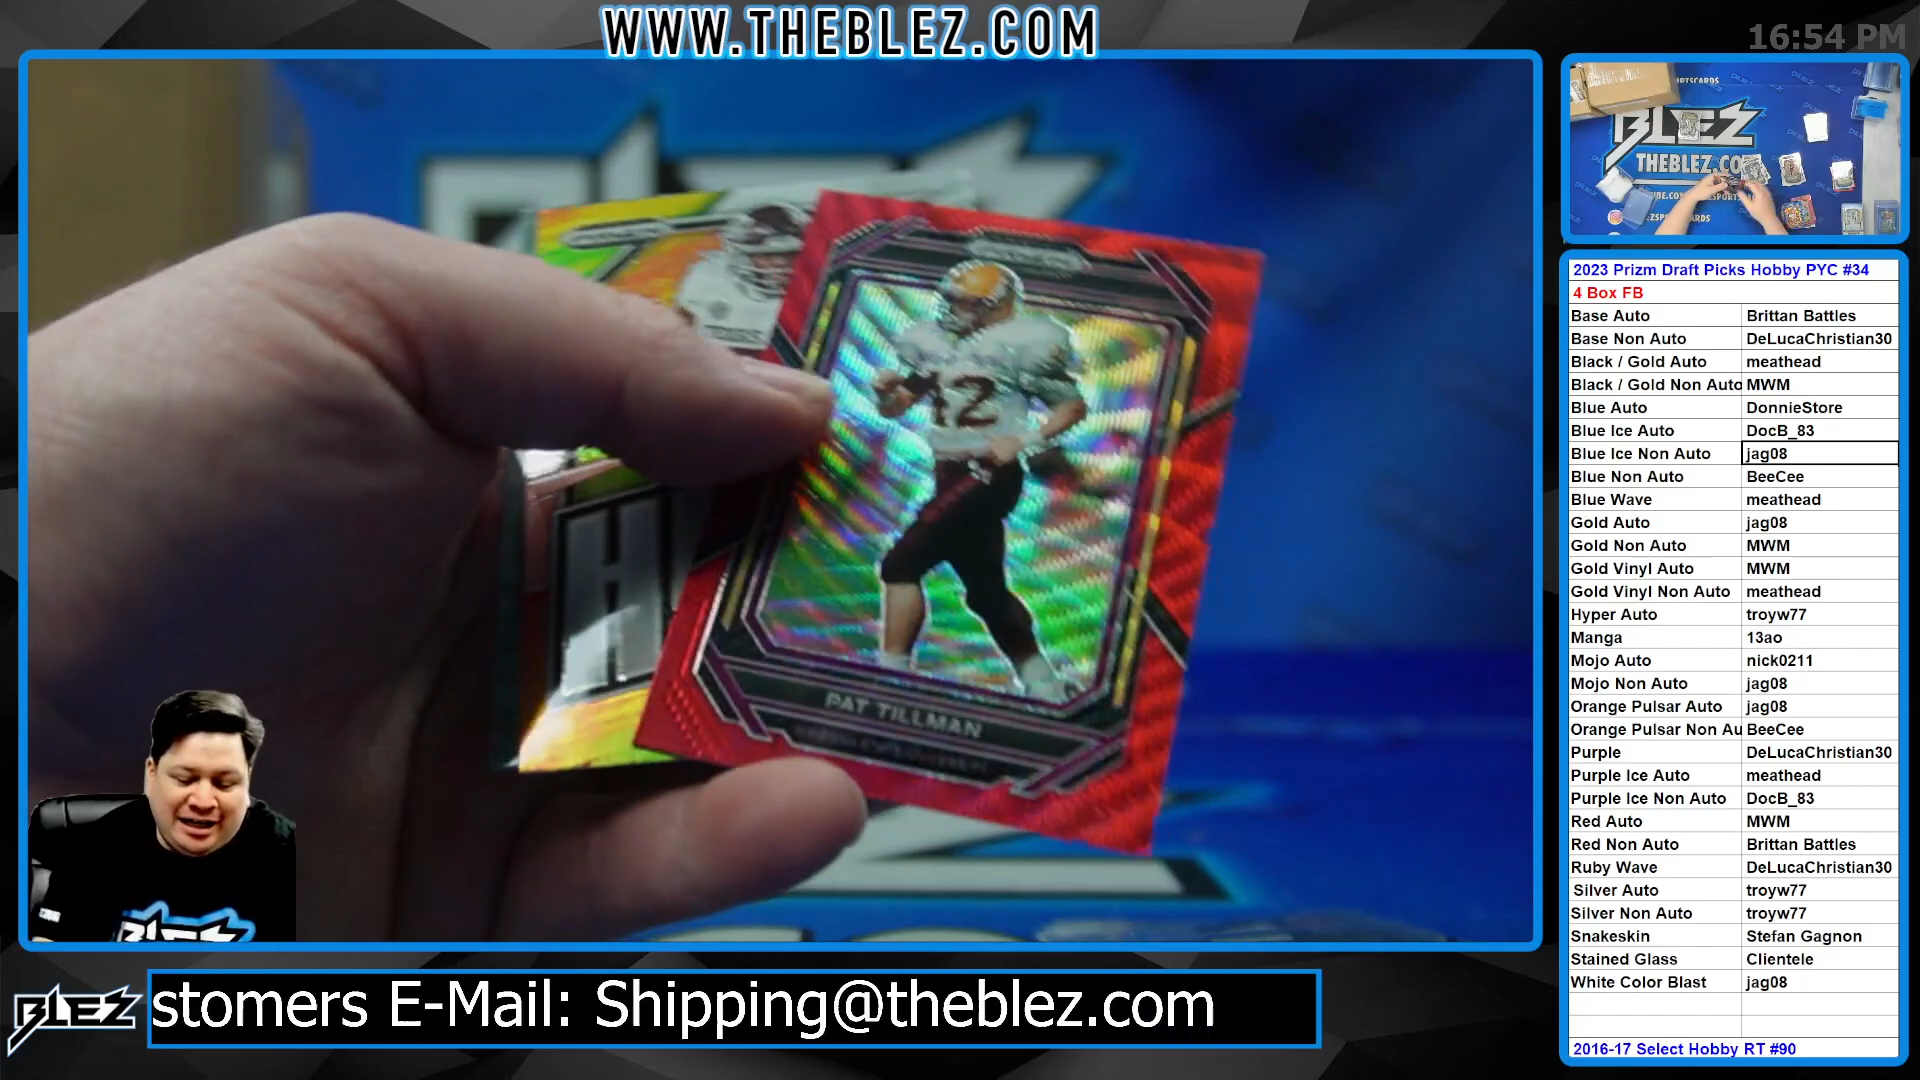 WWW.THEBLEZ.COM
16:54 PM
BLEZ
THEBLEZ.CO
42
PAT TILLMAN
H
2023 Prizm Draft Picks Hobby PYC #34
4 Box FB
Base Auto Brittan Battles
Base Non Auto DeLucaChristian30
Black / Gold Auto meathead
Black / Gold Non Auto MWM
Blue Auto DonnieStore
Blue Ice Auto DocB_83
Blue Ice Non Auto jag08
Blue Non Auto BeeCee
Blue Wave meathead
Gold Auto jag08
Gold Non Auto MWM
Gold Vinyl Auto MWM
Gold Vinyl Non Auto meathead
Hyper Auto troyw77
Manga 13ao
Mojo Auto nick0211
Mojo Non Auto jag08
Orange Pulsar Auto jag08
Orange Pulsar Non Au BeeCee
Purple DeLucaChristian30
Purple Ice Auto meathead
Purple Ice Non Auto DocB_83
Red Auto MWM
Red Non Auto Brittan Battles
Ruby Wave DeLucaChristian30
Silver Auto troyw77
Silver Non Auto troyw77
Snakeskin Stefan Gagnon
Stained Glass Clientele
White Color Blast jag08
2016-17 Select Hobby RT #90
BLEZ
stomers E-Mail: Shipping@theblez.com